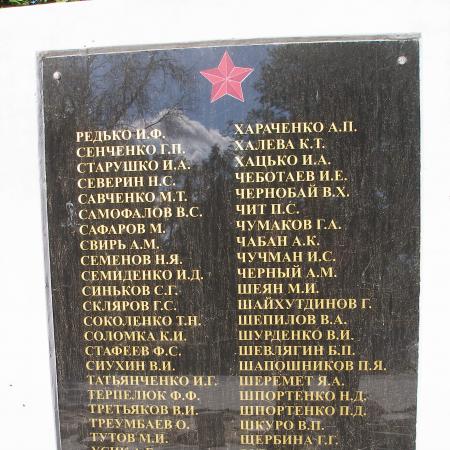 РЕДЬКО И.Ф.
СЕНЧЕНКО Г.П.
СТАРУШКО И.А.
СЕВЕРИН Н.С.
САВЧЕНКО М.Т.
САМОФАЛОВ В.С.
САФАРОВ М.
СВИРЬ А.М.
СЕМЕНОВ Н.Я.
СЕМИДЕНКО И.Д.
СИНЬКОВ С.Г.
СКЛЯРОВ Г.С.
СОКОЛЕНКО Т.Н.
СОЛОМКА К.И.
СТАФЕЕВ Ф.С.
СИУХИН В.И.
ТАТЬЯНЧЕНКО И.Г.
ТЕРПЕЛЮК Ф.Ф.
ТРЕТЬЯКОВ В.И.
ТРЕУМБАЕВ О.
ТУТОВ М.И.
ХАРАЧЕНКО А.П.
ХАЛЕВА К.Т.
ХАЦЬКО И.А.
ЧЕБОТАЕВ И.Е.
ЧЕРНОБАЙ В.Х.
ЧИТ П.С.
ЧУМАКОВ Г.А.
ЧАБАН А.К.
ЧУЧМАН И.С.
ЧЕРНЫЙ А.М.
ШЕЯН М.И.
ШАЙХУТДИНОВ Г.
ШЕПИЛОВ В.А.
ШУРДЕНКО В.И.
ШЕВЛЯГИН Б.П.
ШАПОШНИКОВ П.Я.
ШЕРЕМЕТ Я.А.
ШПОРТЕНКО Н.Д.
ШПОРТЕНКО П.Д.
ШКУРО В.П.
ЩЕРБИНА Г.Г.